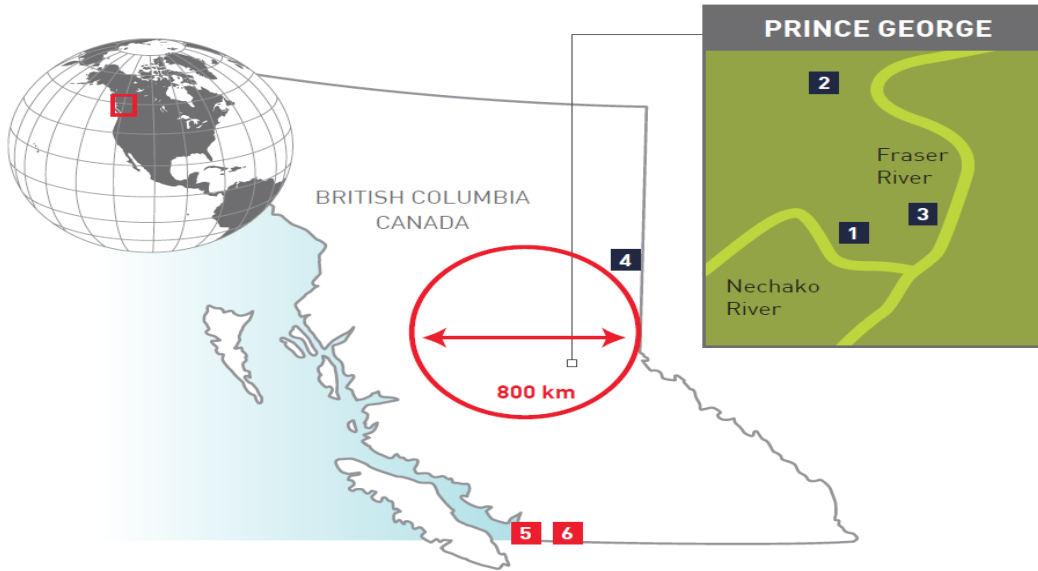 PRINCE GEORGE
2
Fraser
River
3
1
Nechako
River
BRITISH COLUMBIA
CANADA
4
800 km
5
6